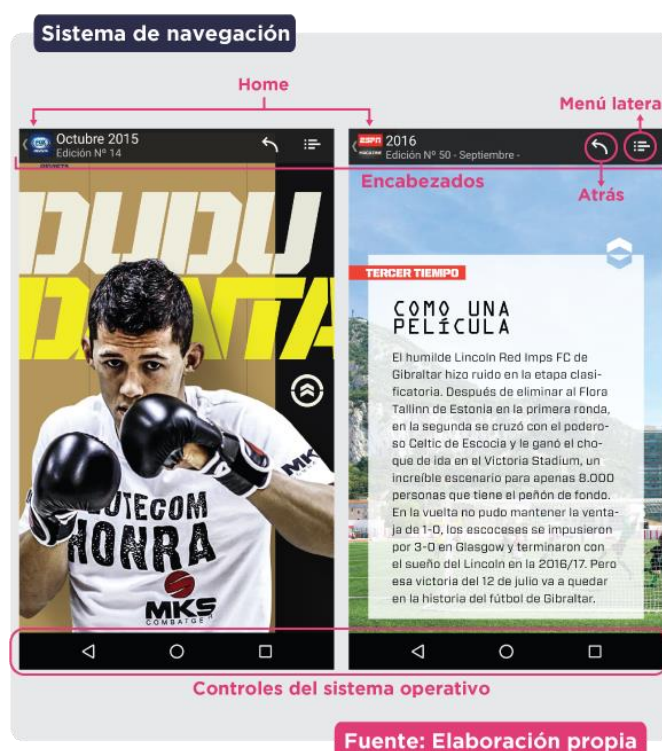 Sistema de navegación
Home
Menú latera
Octubre 2015
Edición Nº 14
ESPN
MAGAZINE
2016
Edición Nº 50 - Septiembre -
Encabezados
Atrás
DUDU
TERCER TIEMPO
COMO UNA
PELÍCULA
El humilde Lincoln Red Imps FC de
Gibraltar hizo ruido en la etapa clasi-
ficatoria. Después de eliminar al Flora
Tallinn de Estonia en la primera ronda,
en la segunda se cruzó con el podero-
so Celtic de Escocia y le ganó el cho-
que de ida en el Victoria Stadium, un
increíble escenario para apenas 8.000
personas que tiene el peñón de fondo.
En la vuelta no pudo mantener la venta-
ja de 1-0, los escoceses se impusieron
por 3-0 en Glasgow y terminaron con
el sueño del Lincoln en la 2016/17. Pero
esa victoria del 12 de julio va a quedar
en la historia del fútbol de Gibraltar.
HONRA
MKS
Controles del sistema operativo
Fuente: Elaboración propia